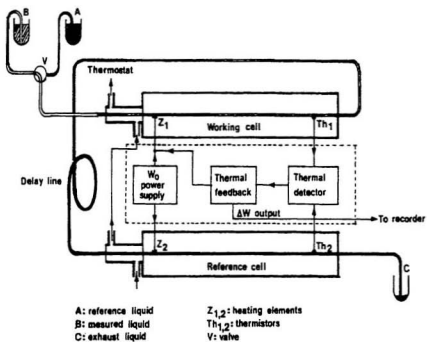 B
A
V
Thermostat
Z1
Working cell
Th1
Delay line
W0
power
supply
Thermal
feedback
Thermal
detector
ΔW output
To recorder
Z2
Th2
Reference cell
C
A: reference liquid
B: mesured liquid
C: exhaust liquid
Z1,2: heating elements
Th1,2: thermistors
V: valve